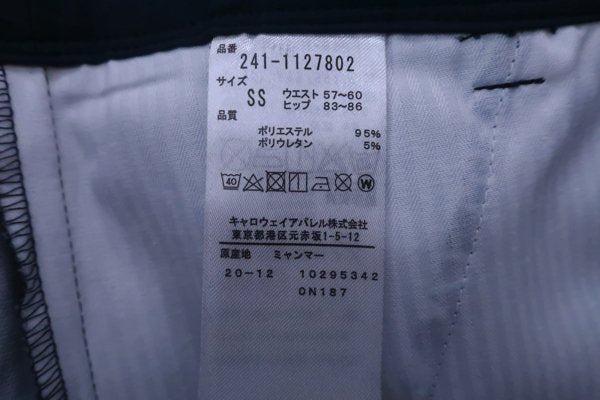 品番
241-1127802
サイズ
SS ウエスト 57~60
ヒップ 83~86
品質
ポリエステル 95%
ポリウレタン 5%
40 W
キャロウェイアパレル株式会社
東京都港区元赤坂1-5-12
原産地 ミャンマー
20-12 10295342
0N187